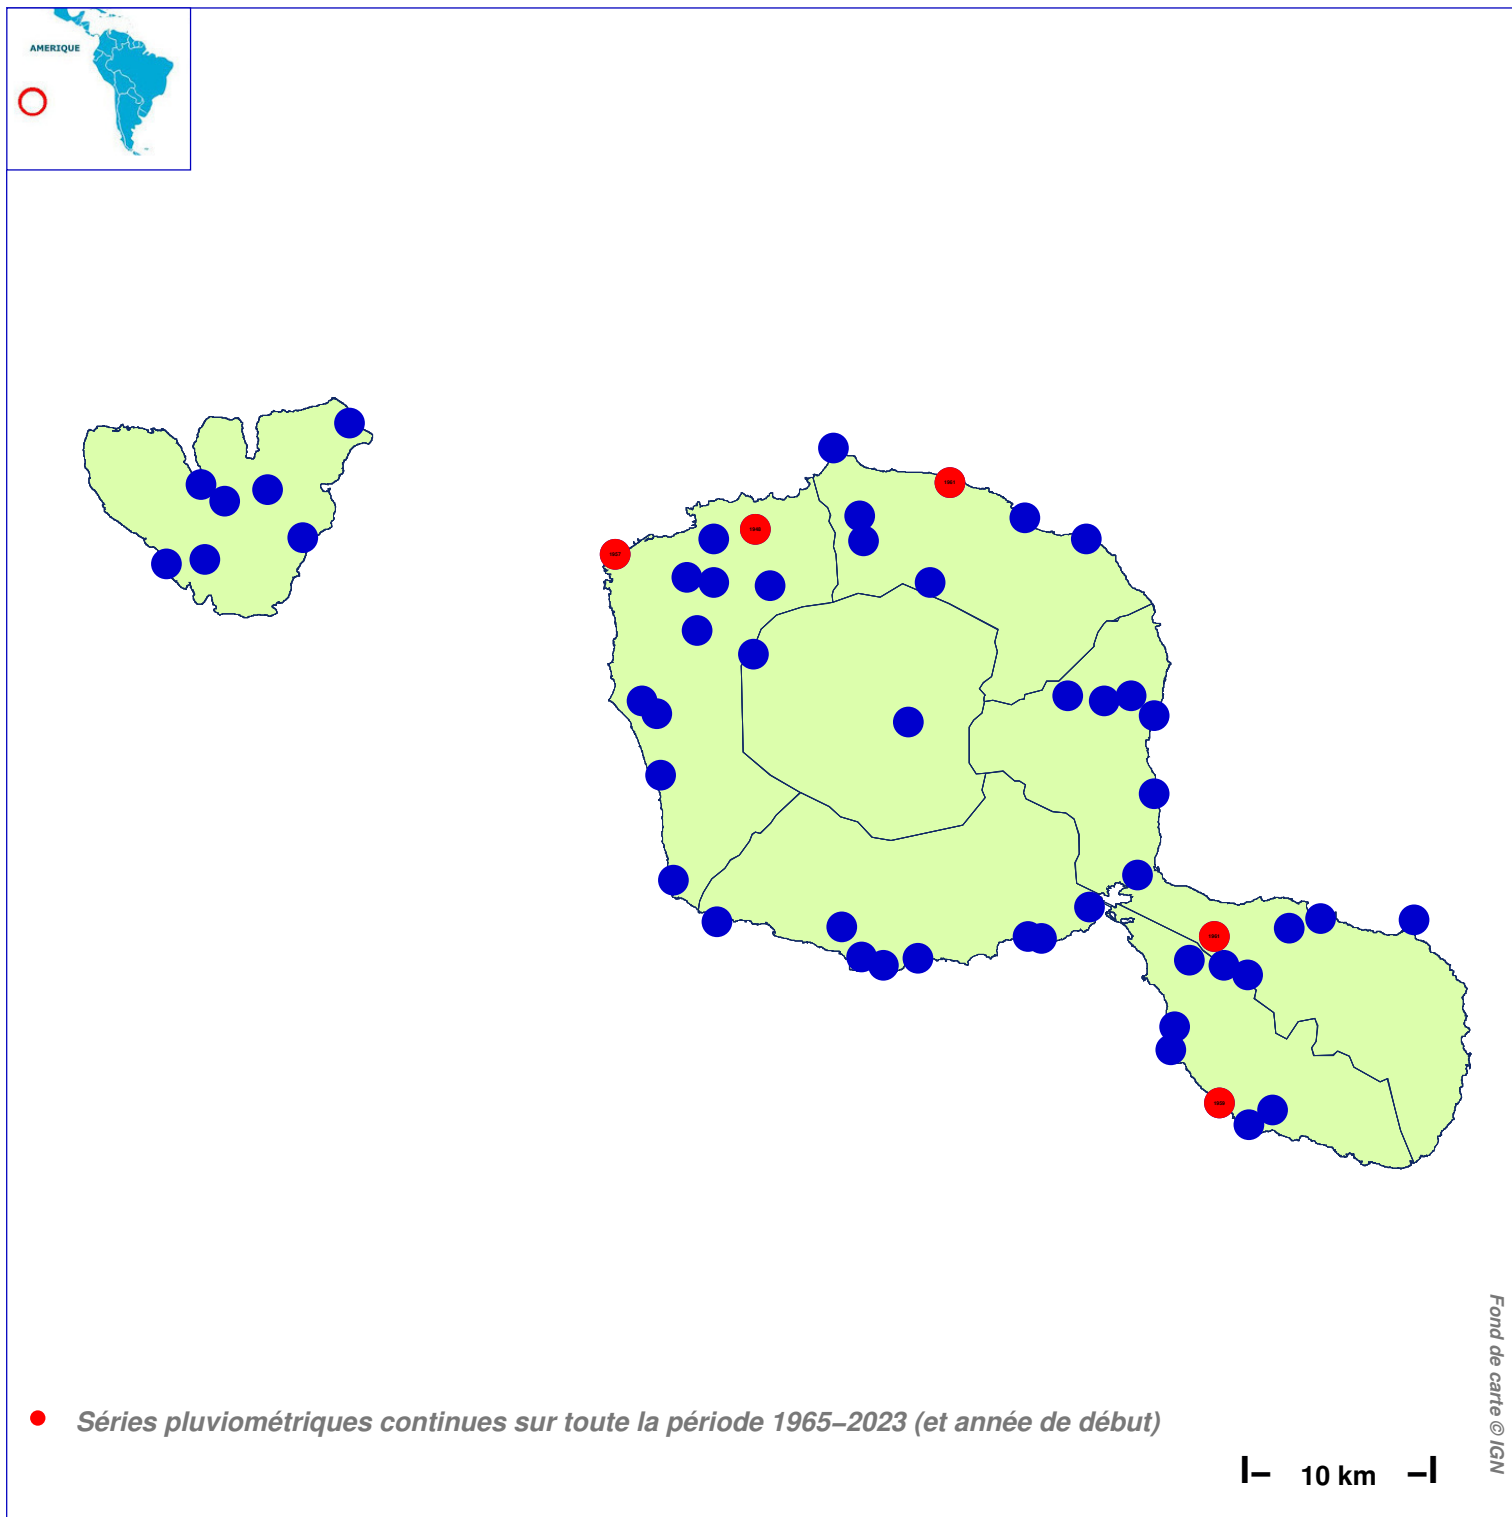 AMERIQUE
Séries pluviométriques continues sur toute la période 1965–2023 (et année de début)
10 km
Fond de carte © IGN